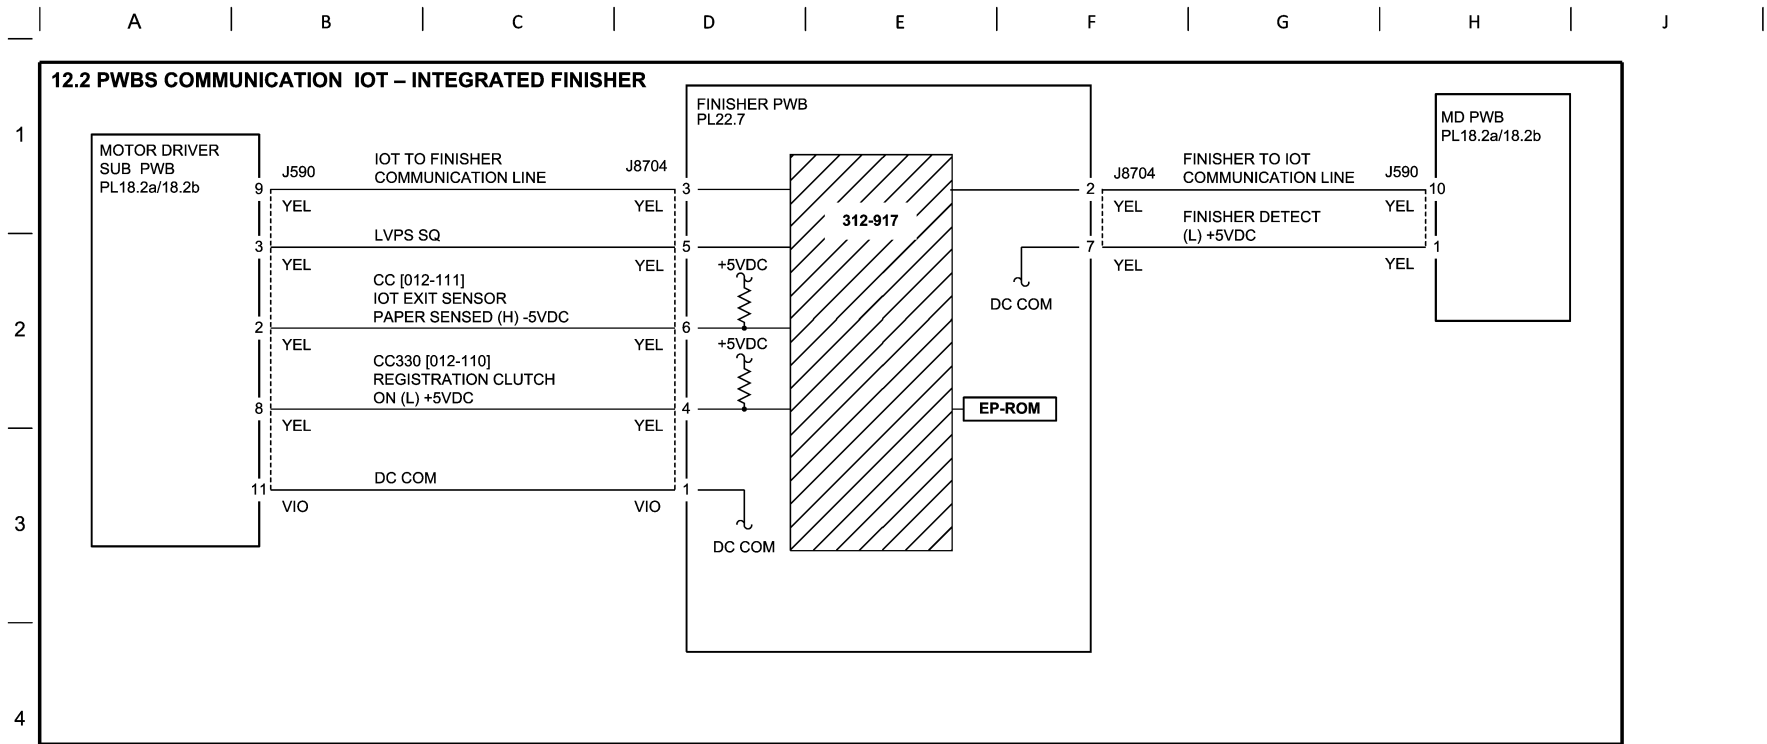 A B C D E F G H J
12.2 PWBS COMMUNICATION IOT – INTEGRATED FINISHER
1
2
3
4
MOTOR DRIVER
SUB PWB
PL18.2a/18.2b
J590
IOT TO FINISHER
COMMUNICATION LINE
J8704
9
3
YEL
YEL
LVPS SQ
3
5
YEL
YEL
CC [012-111]
IOT EXIT SENSOR
PAPER SENSED (H) -5VDC
2
6
YEL
YEL
CC330 [012-110]
REGISTRATION CLUTCH
ON (L) +5VDC
8
4
YEL
YEL
DC COM
11
1
VIO
VIO
FINISHER PWB
PL22.7
312-917
+5VDC
+5VDC
DC COM
EP-ROM
DC COM
2
7
J8704
FINISHER TO IOT
COMMUNICATION LINE
J590
10
YEL
YEL
FINISHER DETECT
(L) +5VDC
1
YEL
YEL
MD PWB
PL18.2a/18.2b